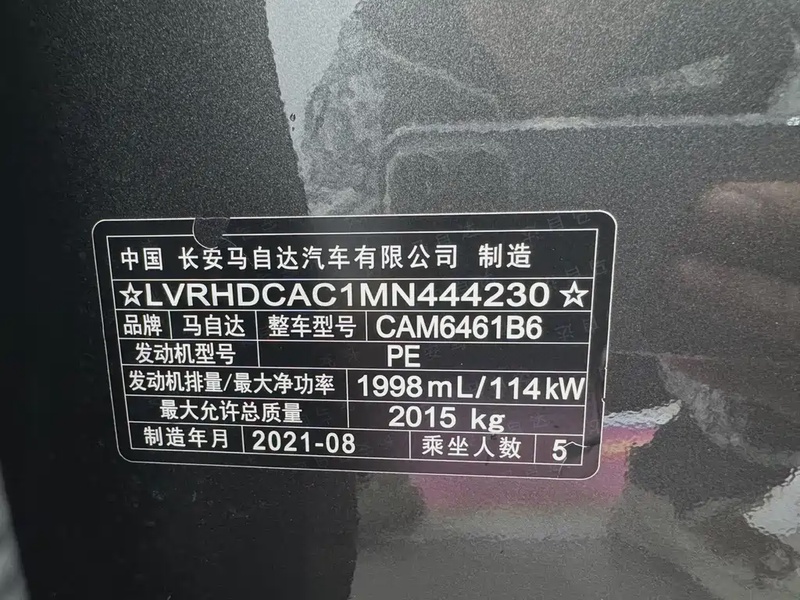 中国 长安马自达汽车有限公司 制造
☆LVRHDCAC1MN444230☆
品牌 马自达 整车型号 CAM6461B6
发动机型号 PE
发动机排量/最大净功率 1998mL/114kW
最大允许总质量 2015 kg
制造年月 2021-08 乘坐人数 5